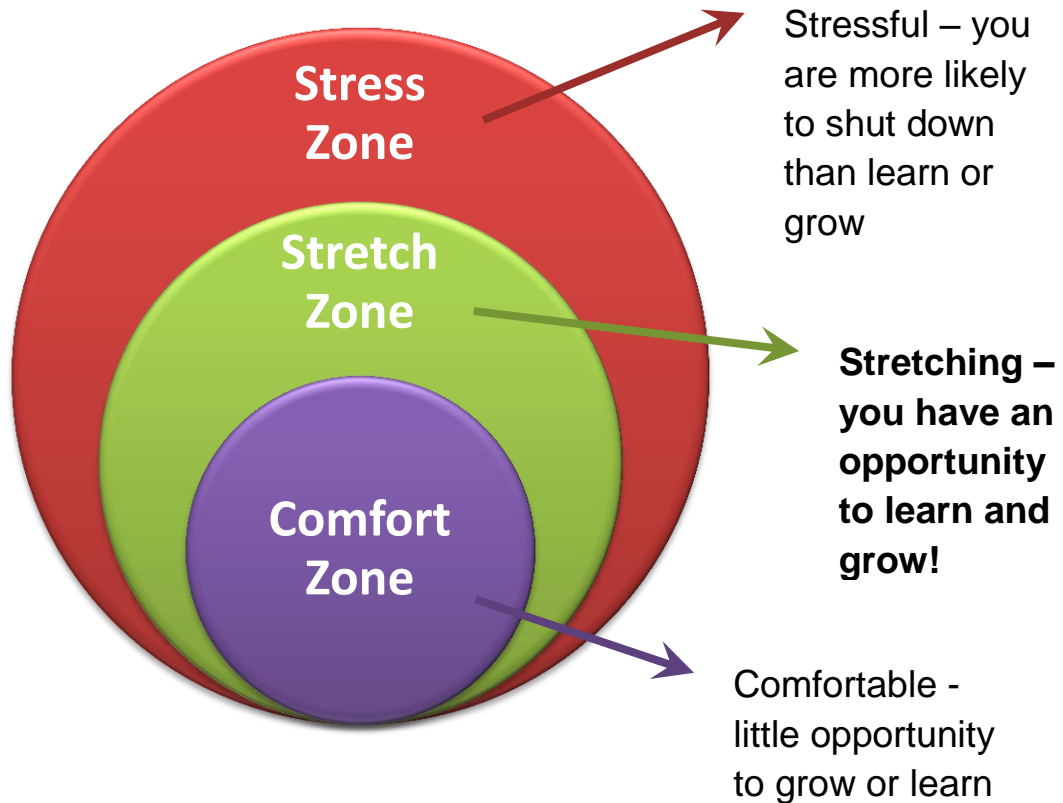 Stress
Zone
Stressful – you
are more likely
to shut down
than learn or
grow
Stretch
Zone
Stretching –
you have an
opportunity
to learn and
grow!
Comfort
Zone
Comfortable -
little opportunity
to grow or learn